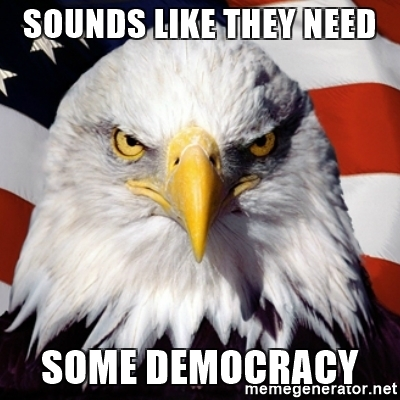 SOUNDS LIKE THEY NEED
SOME DEMOCRACY
memegenerator.net